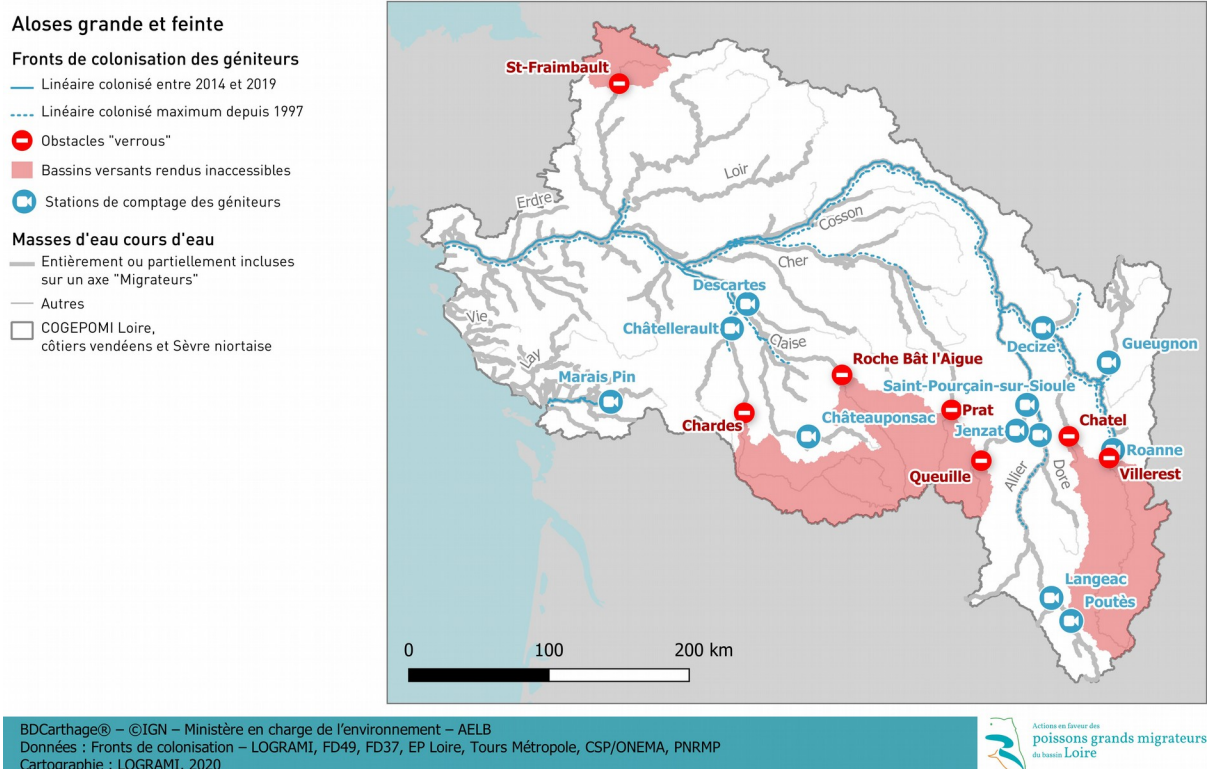 Aloses grande et feinte
Fronts de colonisation des géniteurs
Linéaire colonisé entre 2014 et 2019
Linéaire colonisé maximum depuis 1997
Obstacles "verrous"
Bassins versants rendus inaccessibles
Stations de comptage des géniteurs
Masses d'eau cours d'eau
Entièrement ou partiellement incluses
sur un axe "Migrateurs"
Autres
COGEPOMI Loire,
côtiers vendéens et Sèvre niortaise
St-Fraimbault
Loir
Erdre
Cosson
Cher
Descartes
Châtellerault
Claise
Vie
Lay
Marais Pin
Decize
Gueugnon
Roche Bât l'Aigue
Saint-Pourçain-sur-Sioule
Chardes
Châteauponsac
Prat
Jenzat
Chatel
Roanne
Villerest
Queuille
Allier
Dore
Langeac
Poutès
0 100 200 km
BDCarthage® – ©IGN – Ministère en charge de l'environnement – AELB
Données : Fronts de colonisation – LOGRAMI, FD49, FD37, EP Loire, Tours Métropole, CSP/ONEMA, PNRMP
Cartographie : LOGRAMI, 2020
Actions en faveur des
poissons grands migrateurs
du bassin Loire